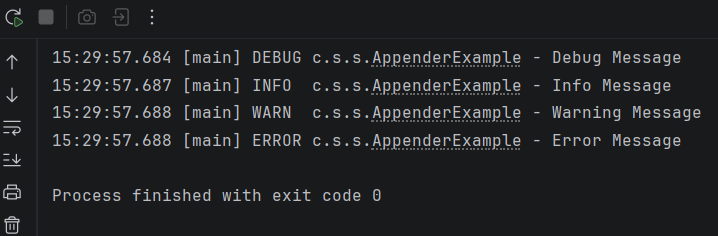 15:29:57.684 [main] DEBUG c.s.s.AppenderExample - Debug Message
15:29:57.687 [main] INFO  c.s.s.AppenderExample - Info Message
15:29:57.688 [main] WARN  c.s.s.AppenderExample - Warning Message
15:29:57.688 [main] ERROR c.s.s.AppenderExample - Error Message
Process finished with exit code 0